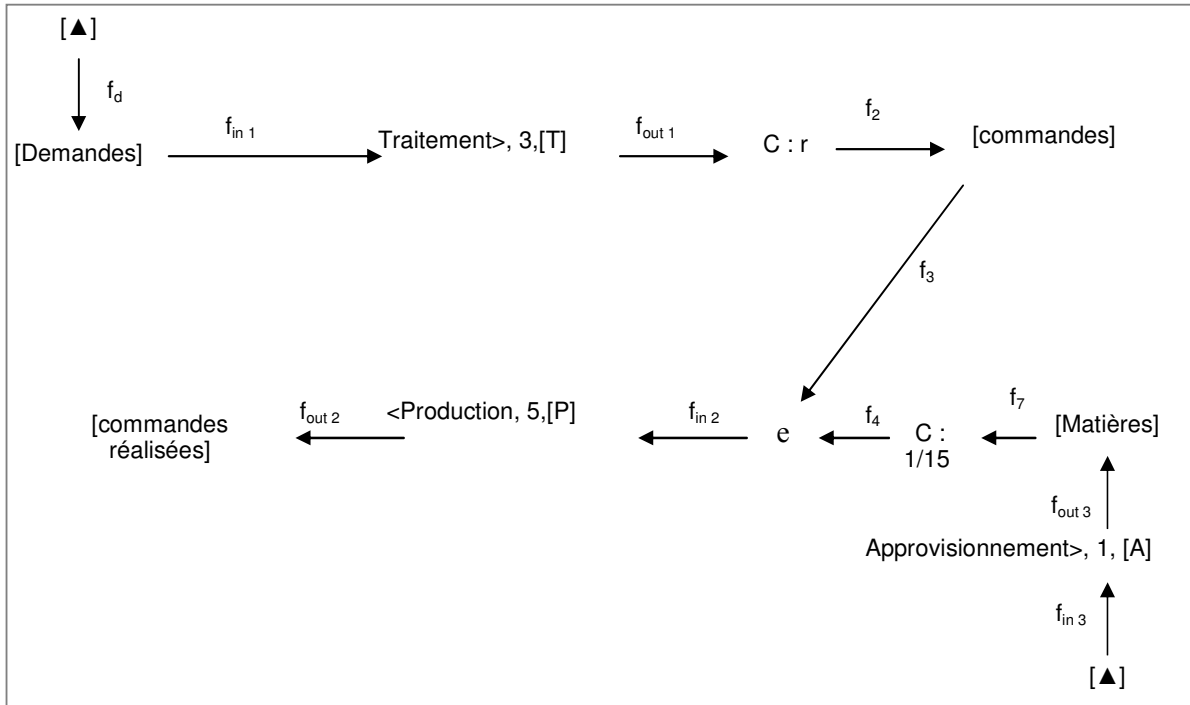 [▲]
f_d
[Demandes]
f_in 1
Traitement>, 3,[T]
f_out 1
C : r
f_2
[commandes]
f_3
[commandes
réalisées]
f_out 2
<Production, 5,[P]
f_in 2
e
f_4
C :
1/15
f_7
[Matières]
f_out 3
Approvisionnement>, 1, [A]
f_in 3
[▲]